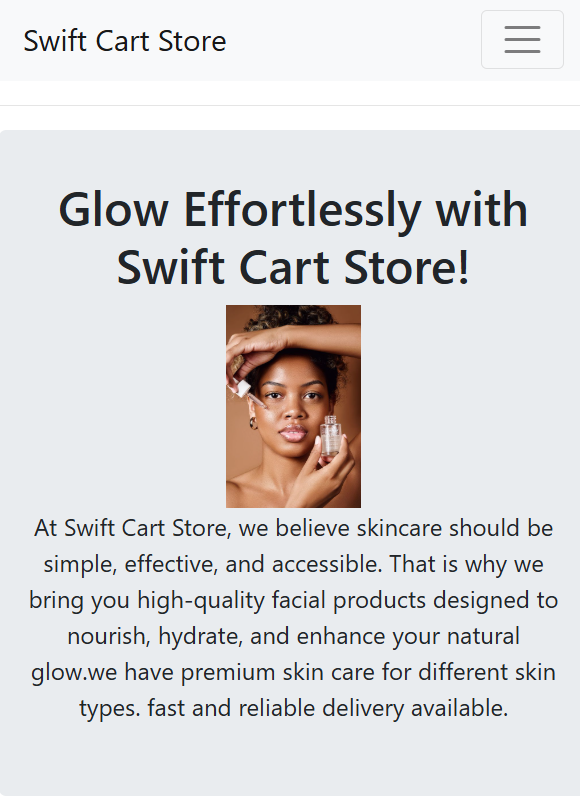 Swift Cart Store
Glow Effortlessly with
Swift Cart Store!
At Swift Cart Store, we believe skincare should be
simple, effective, and accessible. That is why we
bring you high-quality facial products designed to
nourish, hydrate, and enhance your natural
glow.we have premium skin care for different skin
types. fast and reliable delivery available.